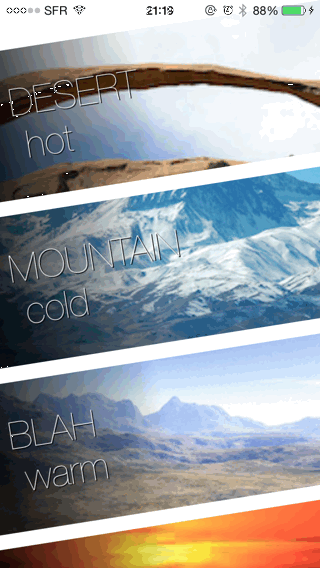 SFR 21:19 88%
DESERT
hot
MOUNTAIN
cold
BLAH
warm